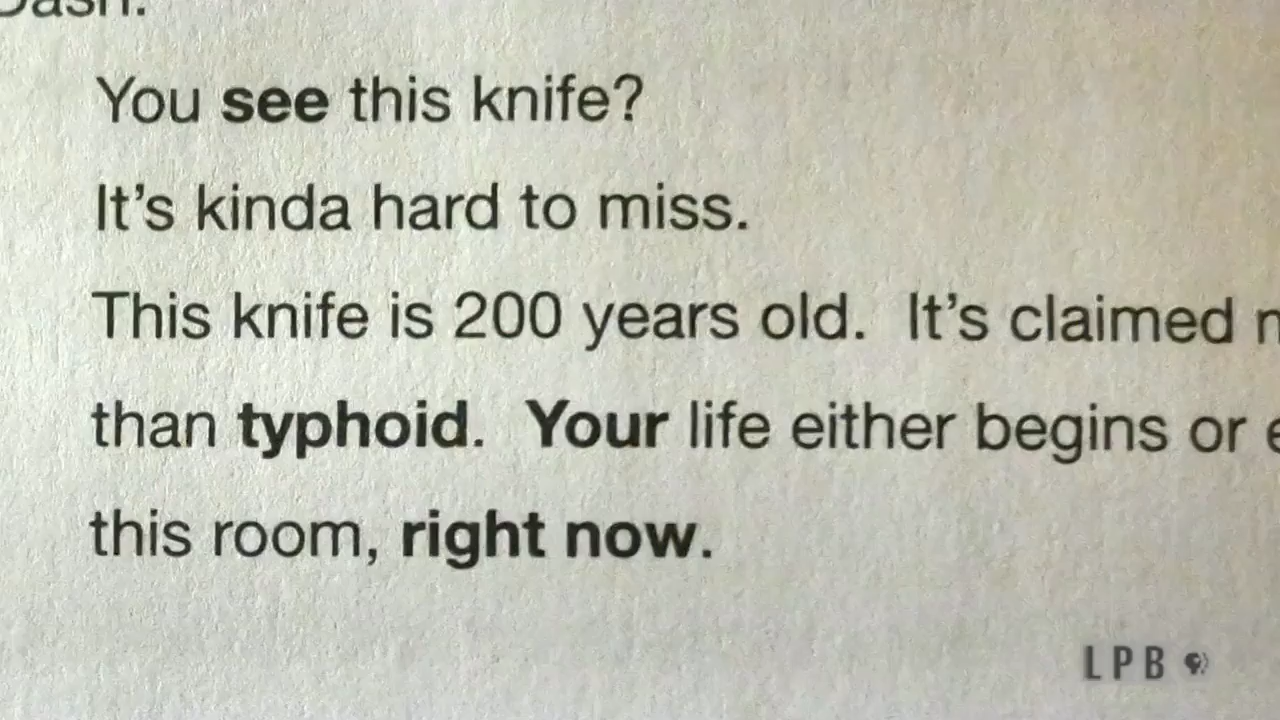 Dash.
You see this knife?
It's kinda hard to miss.
This knife is 200 years old. It's claimed
than typhoid. Your life either begins or
this room, right now.
LPB